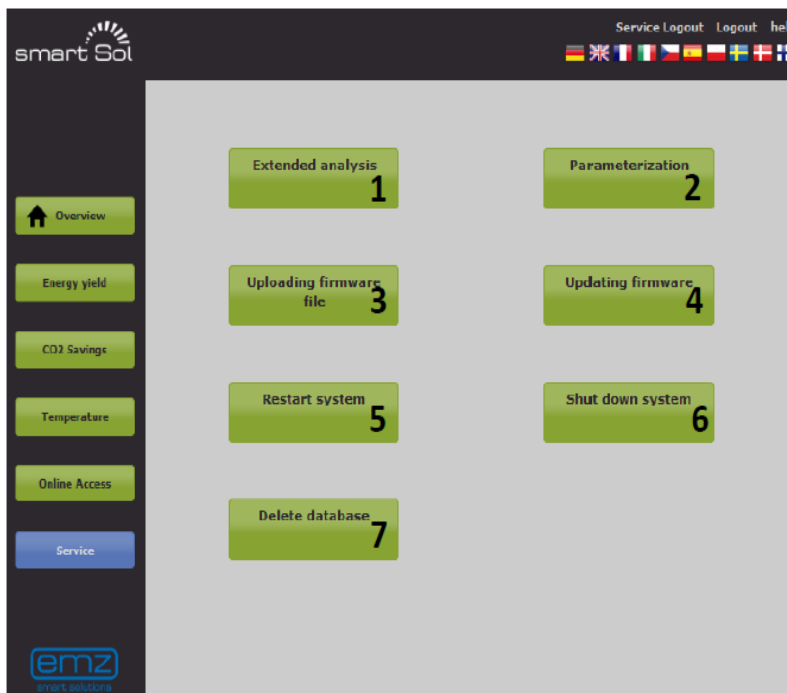 smart Sol
Service Logout Logout hel
Extended analysis
1
Parameterization
2
Overview
Energy yield
Uploading firmware
file
3
Updating firmware
4
CO2 Savings
Restart system
5
Shut down system
6
Temperature
Online Access
Delete database
7
Service
emz
smart solutions